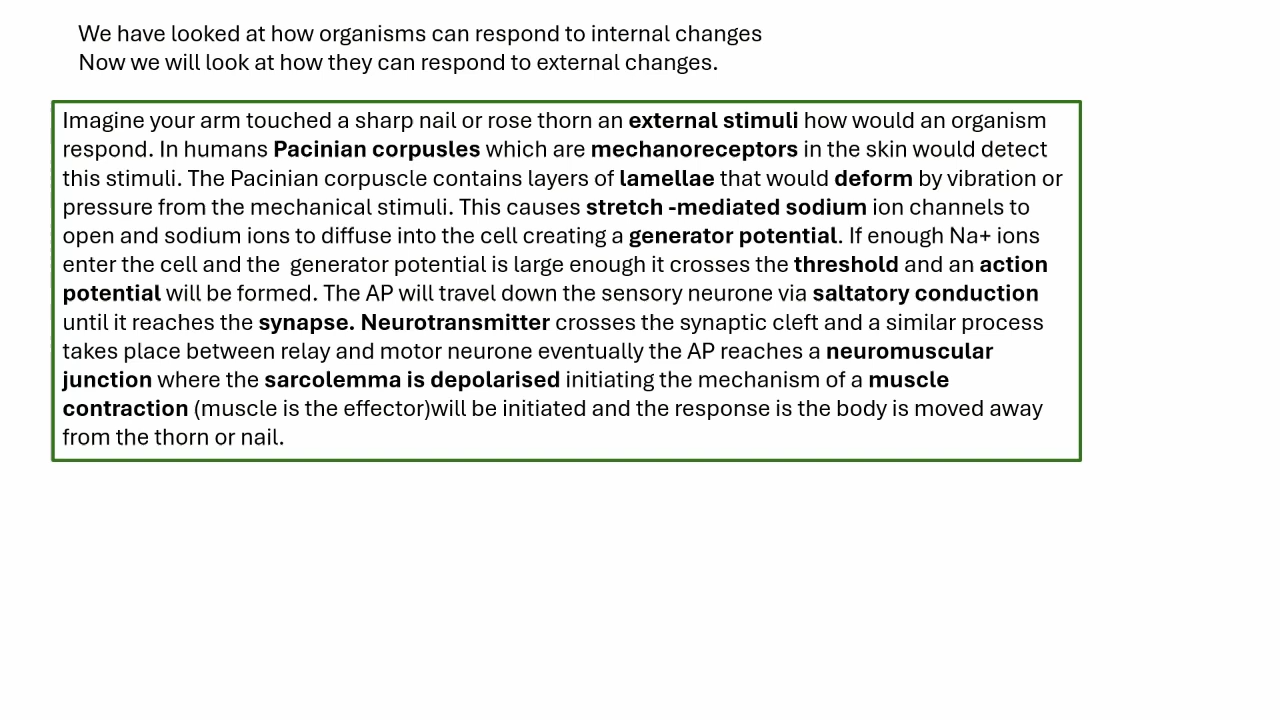 We have looked at how organisms can respond to internal changes
Now we will look at how they can respond to external changes.
Imagine your arm touched a sharp nail or rose thorn an external stimuli how would an organism
respond. In humans Pacinian corpusles which are mechanoreceptors in the skin would detect
this stimuli. The Pacinian corpuscle contains layers of lamellae that would deform by vibration or
pressure from the mechanical stimuli. This causes stretch -mediated sodium ion channels to
open and sodium ions to diffuse into the cell creating a generator potential. If enough Na+ ions
enter the cell and the  generator potential is large enough it crosses the threshold and an action
potential will be formed. The AP will travel down the sensory neurone via saltatory conduction
until it reaches the synapse. Neurotransmitter crosses the synaptic cleft and a similar process
takes place between relay and motor neurone eventually the AP reaches a neuromuscular
junction where the sarcolemma is depolarised initiating the mechanism of a muscle
contraction (muscle is the effector)will be initiated and the response is the body is moved away
from the thorn or nail.